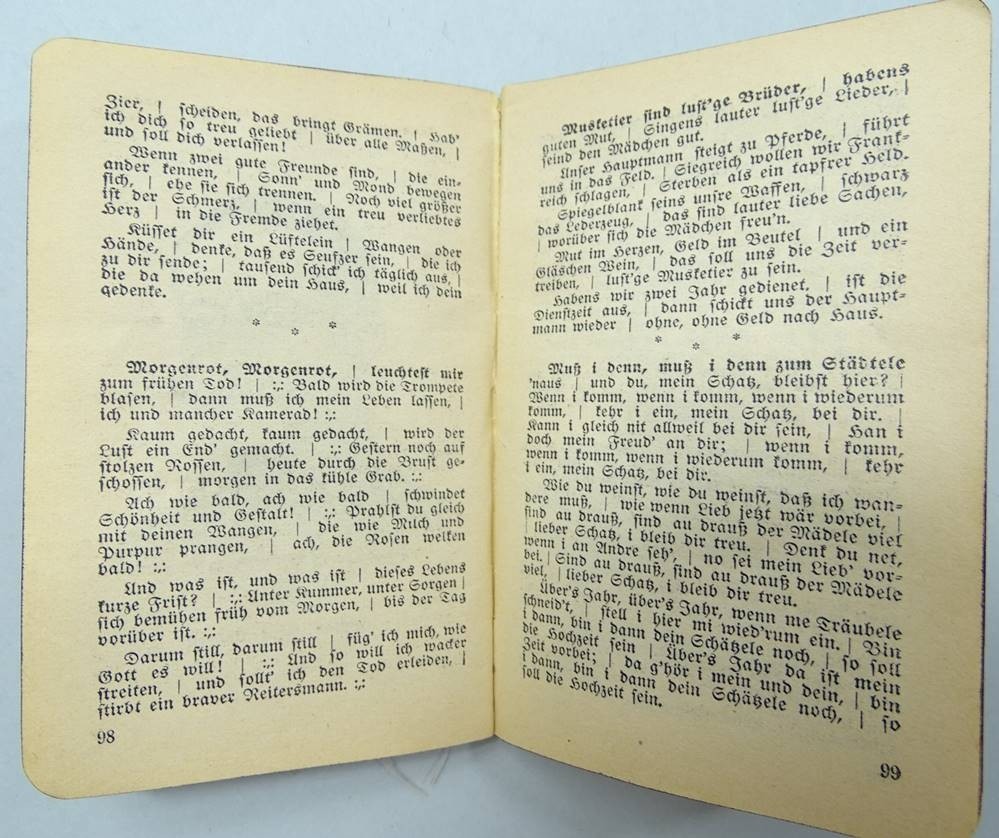 Zier, | scheiden, das bringt Grämen. | Hab'
ich dich so treu geliebt | über alle Maßen, |
und soll dich verlassen!
Wenn zwei gute Freunde sind, | die ein-
ander kennen, | Sonn' und Mond bewegen
sich, | ehe sie sich trennen. | Noch viel größer
ist der Schmerz, | wenn ein treu verliebtes
Herz | in die Fremde ziehet.
Küsset dir ein Lüftelein | Wangen oder
Hände, | denke, daß es Seufzer sein, | die ich
zu dir sende; | tausend schick' ich täglich aus, |
die da wehen um dein Haus, | weil ich dein
gedenke.
* * *
Morgenrot, Morgenrot, | leuchtest mir
zum frühen Tod! | :,: Bald wird die Trompete
blasen, | dann muß ich mein Leben lassen, |
ich und mancher Kamerad! :,:
Kaum gedacht, kaum gedacht, | wird der
Lust ein End' gemacht. | :,: Gestern noch auf
stolzen Rossen, | heute durch die Brust ge-
schossen, | morgen in das kühle Grab. :,:
Ach wie bald, ach wie bald | schwindet
Schönheit und Gestalt! | :,: Prahlst du gleich
mit deinen Wangen, | die wie Milch und
Purpur prangen, | ach, die Rosen welken
bald! :,:
Und was ist, und was ist | dieses Lebens
kurze Frist? | :,: Unter Kummer, unter Sorgen |
sich bemühen früh vom Morgen, | bis der Tag
vorüber ist. :,:
Darum still, darum still | füg' ich mich, wie
Gott es will! | :,: Und so will ich wacker
streiten, | und sollt' ich den Tod erleiden, |
stirbt ein braver Reitersmann. :,:
98
Musketier sind lust'ge Brüder, | habens
guten Mut, | Singens lauter lust'ge Lieder, |
seind den Mädchen gut.
Unser Hauptmann steigt zu Pferde, | führt
uns in das Feld. | Siegreich wollen wir Frank-
reich schlagen, | Sterben als ein tapfrer Held.
Spiegelblank seins unsre Waffen, | schwarz
das Lederzeug, | das sind lauter liebe Sachen,
| worüber sich die Mädchen freu'n.
Mut im Herzen, Geld im Beutel | und ein
Gläschen Wein, | das soll uns die Zeit ver-
treiben, | lust'ge Musketier zu sein.
Habens wir zwei Jahr gedienet, | ist die
Dienstzeit aus, | dann schickt uns der Haupt-
mann wieder | ohne, ohne Geld nach Haus.
* * *
Muß i denn, muß i denn zum Städtele
'naus | und du, mein Schatz, bleibst hier? |
Wenn i komm, wenn i komm, wenn i wiederum
komm, | kehr i ein, mein Schatz, bei dir. |
Kann i gleich nit allweil bei dir sein, | Han i
doch mein Freud' an dir; | wenn i komm,
wenn i komm, wenn i wiederum komm, | kehr
i ein, mein Schatz, bei dir.
Wie du weinst, wie du weinst, daß ich wan-
dere muß, | wie wenn Lieb jetzt wär vorbei, |
sind au drauß, sind au drauß der Mädele viel
| lieber Schatz, i bleib dir treu. | Denk du net,
wenn i an Andre seh', | no sei mein Lieb' vor-
bei. | Sind au drauß, sind au drauß der Mädele
viel, | lieber Schatz, i bleib dir treu.
Über's Jahr, über's Jahr, wenn me Träubele
schneid't, | stell i hier mi wied'rum ein. | Bin
i dann, bin i dann dein Schätzele noch, | so soll
die Hochzeit sein | Über's Jahr da ist mein
Zeit vorbei; | da g'hör i mein und dein, | bin
i dann, bin i dann dein Schätzele noch, | so
soll die Hochzeit sein.
99